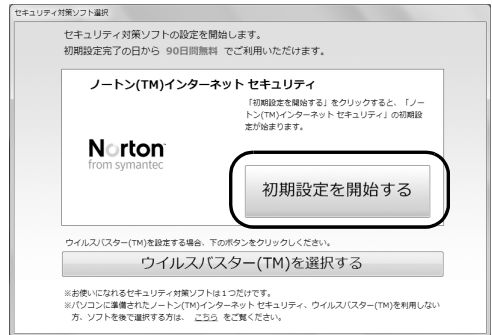 セキュリティ対策ソフト選択
セキュリティ対策ソフトの設定を開始します。
初期設定完了の日から 90日間無料 でご利用いただけます。
ノートン(TM)インターネット セキュリティ
「初期設定を開始する」をクリックすると、「ノー
トン(TM)インターネット セキュリティ」の初期設
定が始まります。
Norton
from symantec
初期設定を開始する
ウイルスバスター(TM)を設定する場合、下のボタンをクリックしください。
ウイルスバスター(TM)を選択する
※お使いになれるセキュリティ対策ソフトは１つだけです。
※パソコンに準備されたノートン(TM)インターネット セキュリティ、ウイルスバスター(TM)を利用しない
方、ソフトを後で選択する方は、 こちら をご覧ください。